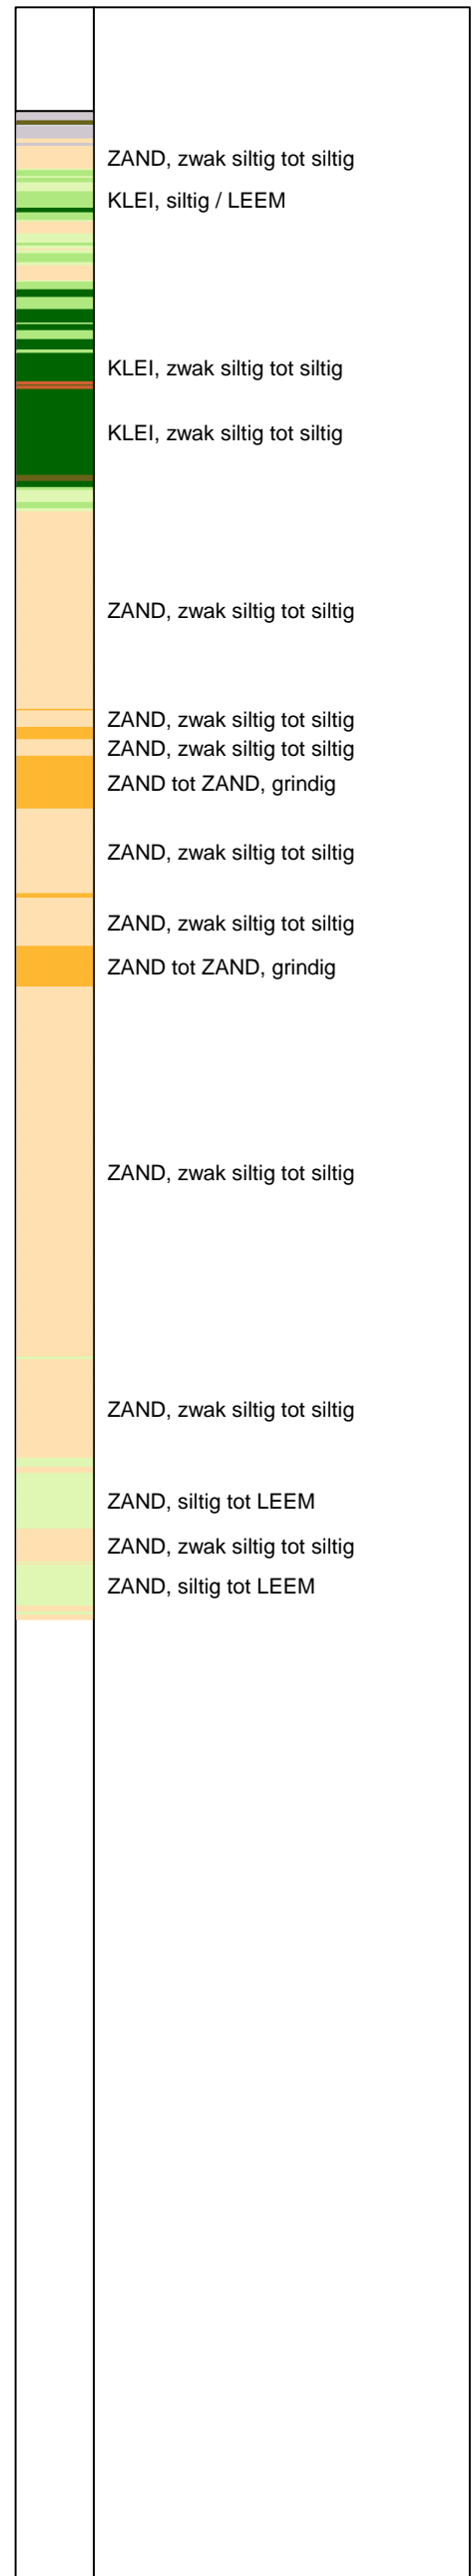 ZAND, zwak siltig tot siltig
KLEI, siltig / LEEM
KLEI, zwak siltig tot siltig
KLEI, zwak siltig tot siltig
ZAND, zwak siltig tot siltig
ZAND, zwak siltig tot siltig
ZAND, zwak siltig tot siltig
ZAND tot ZAND, grindig
ZAND, zwak siltig tot siltig
ZAND, zwak siltig tot siltig
ZAND tot ZAND, grindig
ZAND, zwak siltig tot siltig
ZAND, zwak siltig tot siltig
ZAND, siltig tot LEEM
ZAND, zwak siltig tot siltig
ZAND, siltig tot LEEM